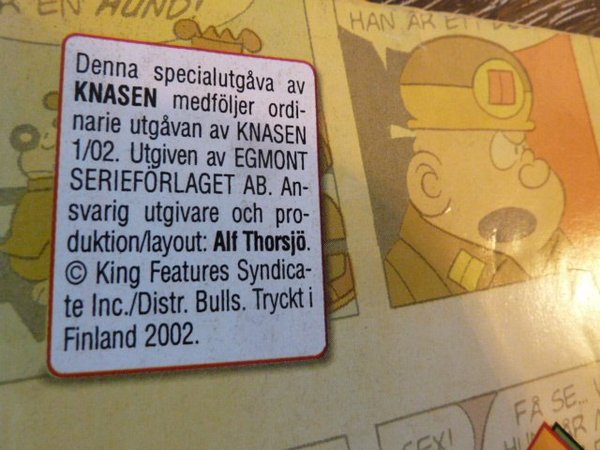 EN HUND!
HAN ÄR ETT
Denna specialutgåva av
KNASEN medföljer ordi-
narie utgåvan av KNASEN
1/02. Utgiven av EGMONT
SERIEFÖRLAGET AB. An-
svarig utgivare och pro-
duktion/layout: Alf Thorsjö.
© King Features Syndica-
te Inc./Distr. Bulls. Tryckt i
Finland 2002.
FÅ SE...